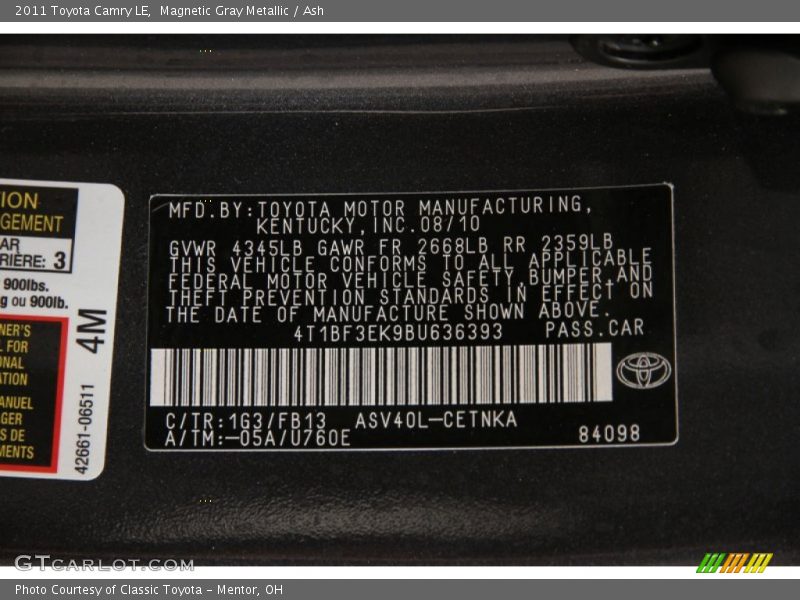 2011 Toyota Camry LE, Magnetic Gray Metallic / Ash
MFD.BY:TOYOTA MOTOR MANUFACTURING,
KENTUCKY,INC.08/10
GVWR 4345LB GAWR FR 2668LB RR 2359LB
THIS VEHICLE CONFORMS TO ALL APPLICABLE
FEDERAL MOTOR VEHICLE SAFETY,BUMPER AND
THEFT PREVENTION STANDARDS IN EFFECT ON
THE DATE OF MANUFACTURE SHOWN ABOVE.
4T1BF3EK9BU636393 PASS.CAR
C/TR:1G3/FB13 ASV40L-CETNKA
A/TM:-05A/U760E
84098
ION
GEMENT
AR
RIÈRE: 3
900lbs.
g ou 900lb.
NER'S
L FOR
ONAL
ATION
ANUEL
GER
S DE
MENTS
4M
42661-06511
GTCARLOT.COM
Photo Courtesy of Classic Toyota - Mentor, OH